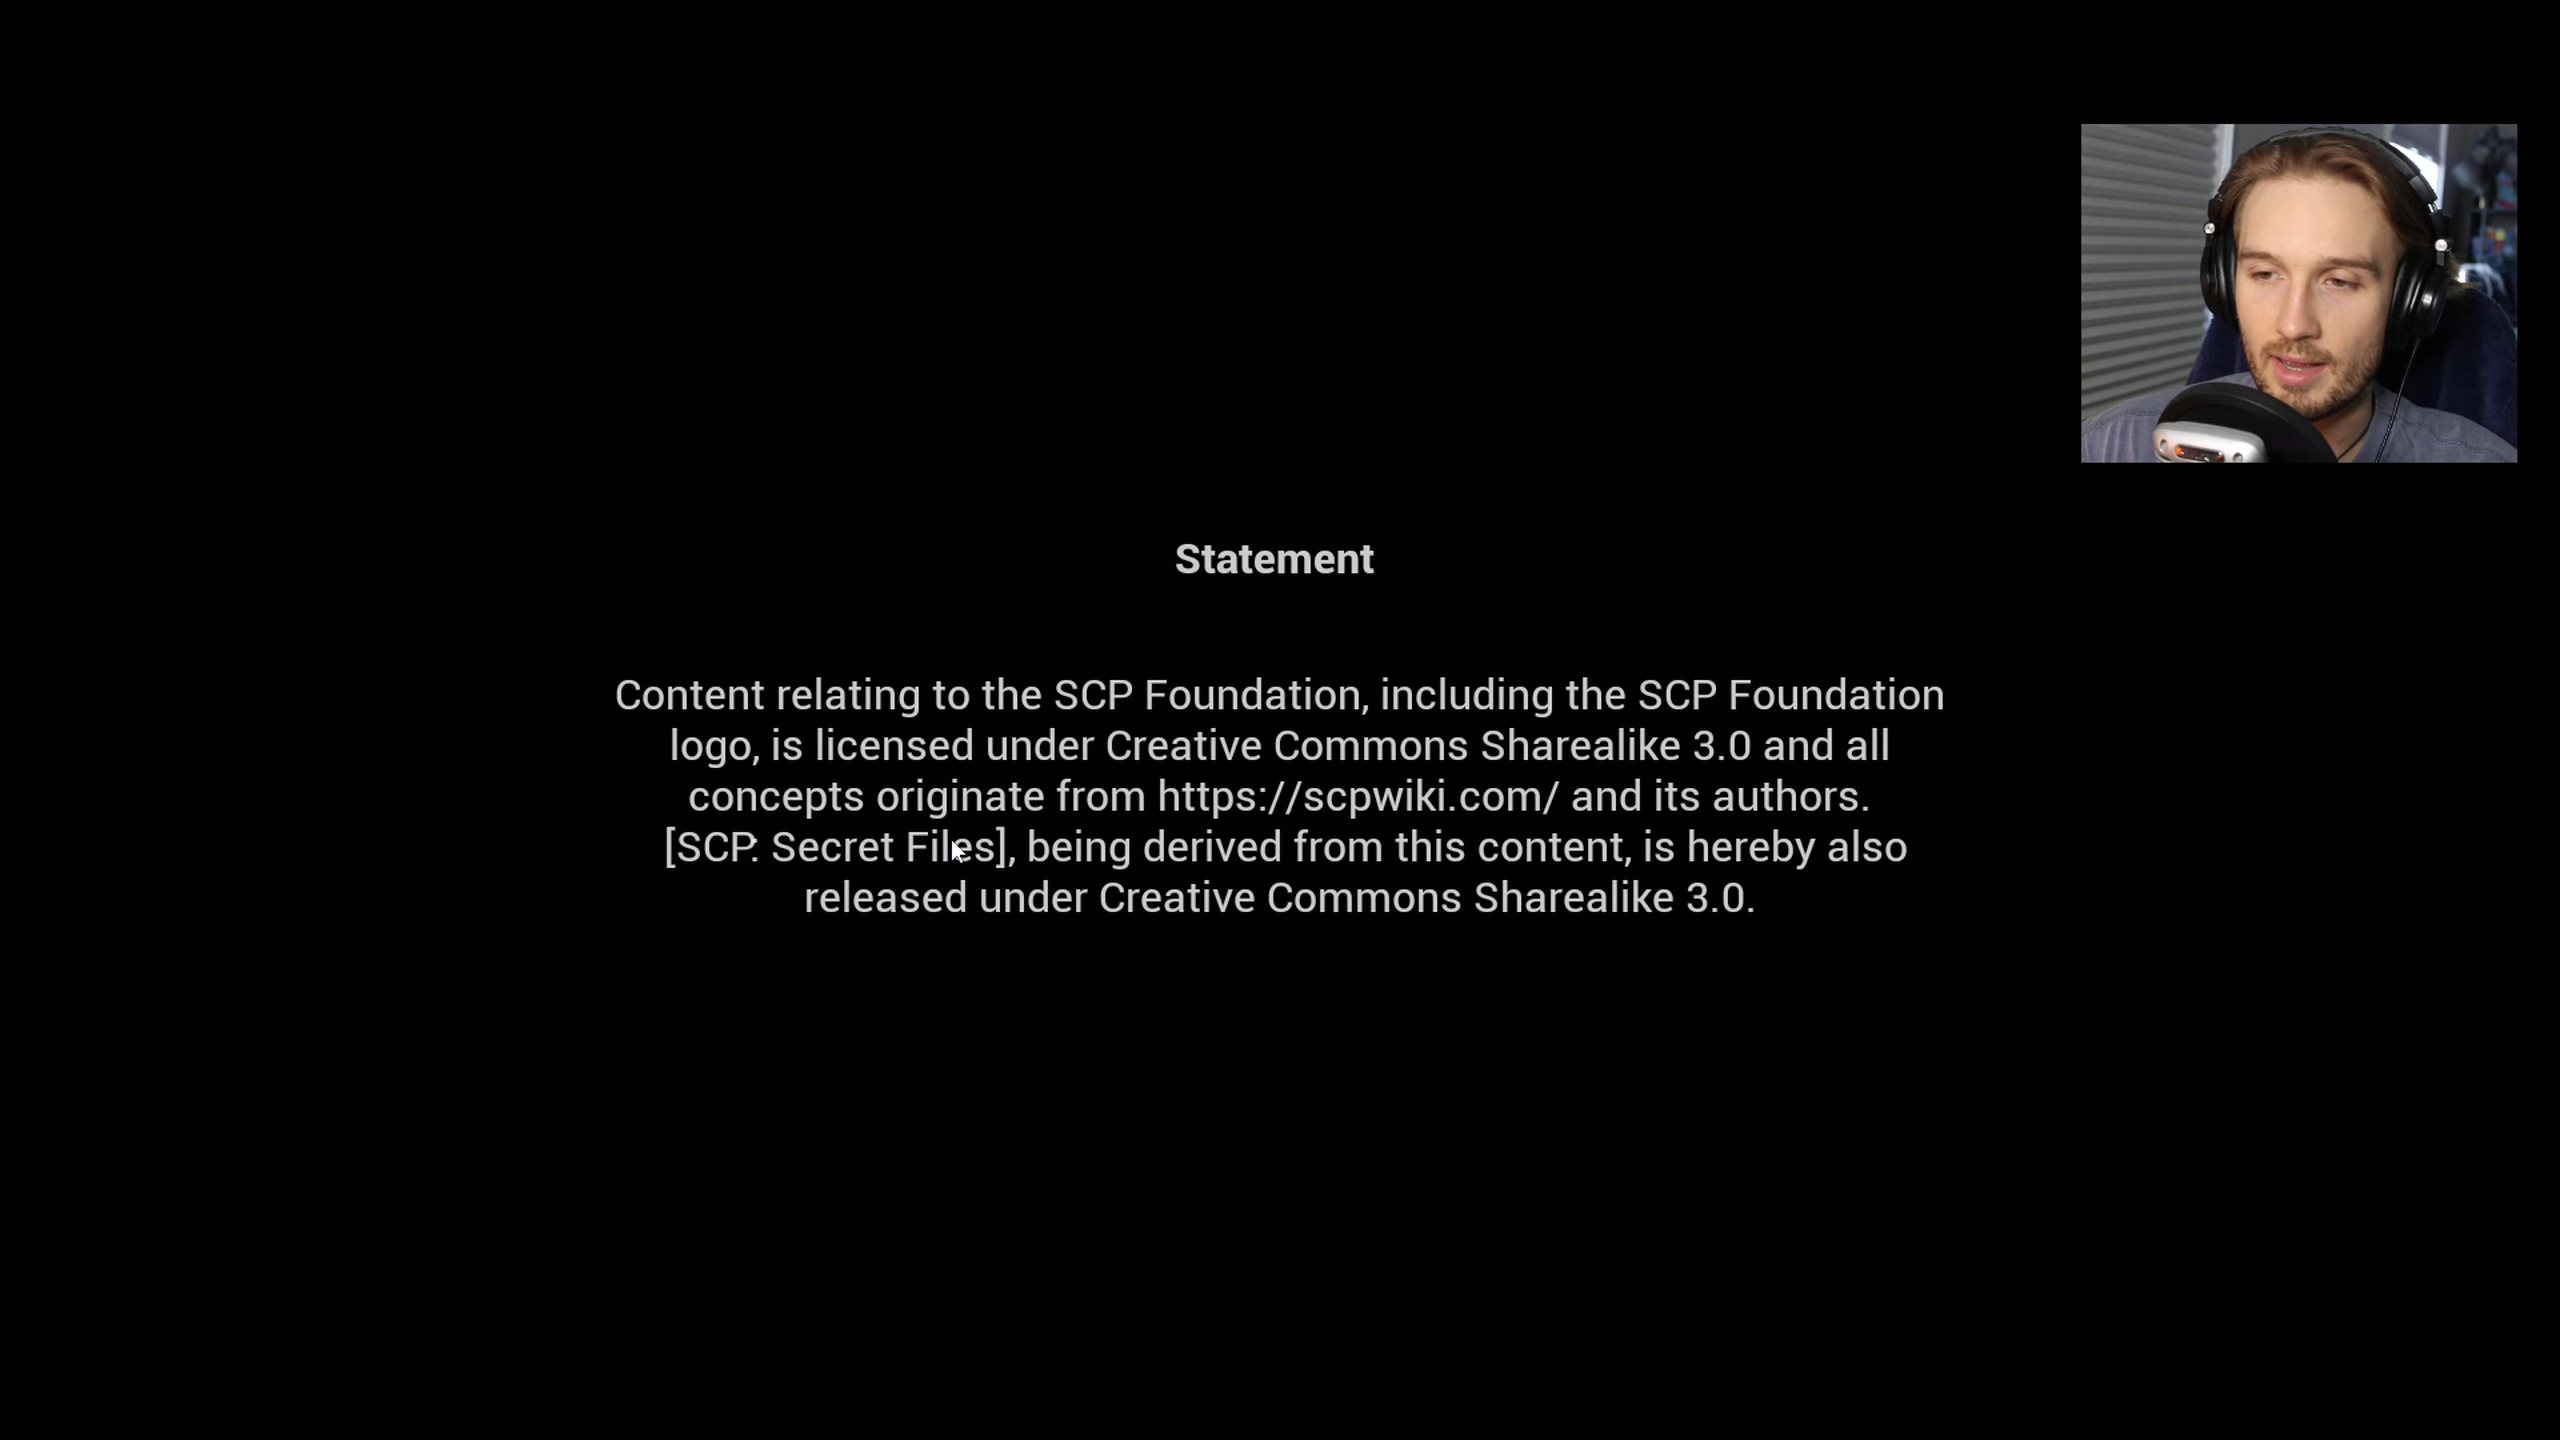 Statement
Content relating to the SCP Foundation, including the SCP Foundation
logo, is licensed under Creative Commons Sharealike 3.0 and all
concepts originate from https://scpwiki.com/ and its authors.
[SCP: Secret Files], being derived from this content, is hereby also
released under Creative Commons Sharealike 3.0.